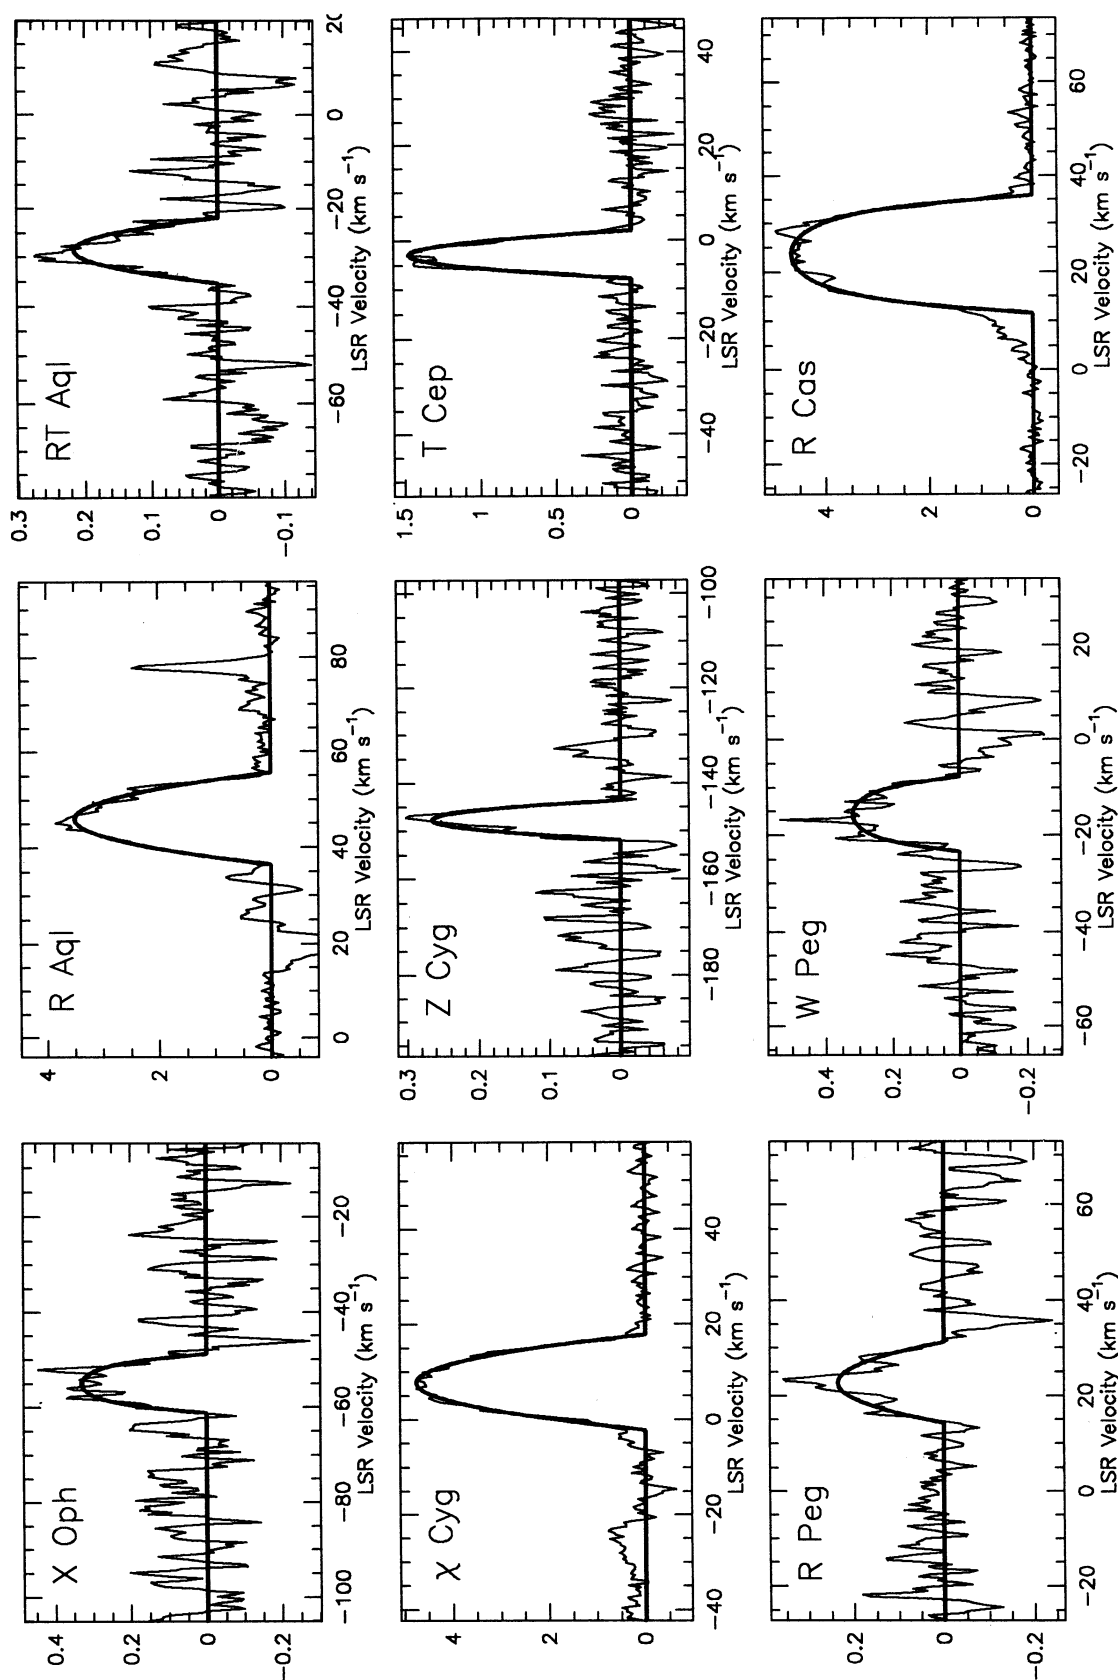 X Oph
0.4
0.2
0
−0.2
−100 −80 −60 −40 −20
LSR Velocity (km s⁻¹)
R Aql
4
2
0
0 20 40 60 80
LSR Velocity (km s⁻¹)
RT Aql
0.3
0.2
0.1
0
−0.1
−60 −40 −20 0 20
LSR Velocity (km s⁻¹)
χ Cyg
4
2
0
−40 −20 0 20 40
LSR Velocity (km s⁻¹)
Z Cyg
0.3
0.2
0.1
0
−180 −160 −140 −120 −100
LSR Velocity (km s⁻¹)
T Cep
1.5
1
0.5
0
−40 −20 0 20 40
LSR Velocity (km s⁻¹)
R Peg
0.2
0
−0.2
−20 0 20 40 60
LSR Velocity (km s⁻¹)
W Peg
0.4
0.2
0
−0.2
−60 −40 −20 0 20
LSR Velocity (km s⁻¹)
R Cas
4
2
0
−20 0 20 40 60
LSR Velocity (km s⁻¹)